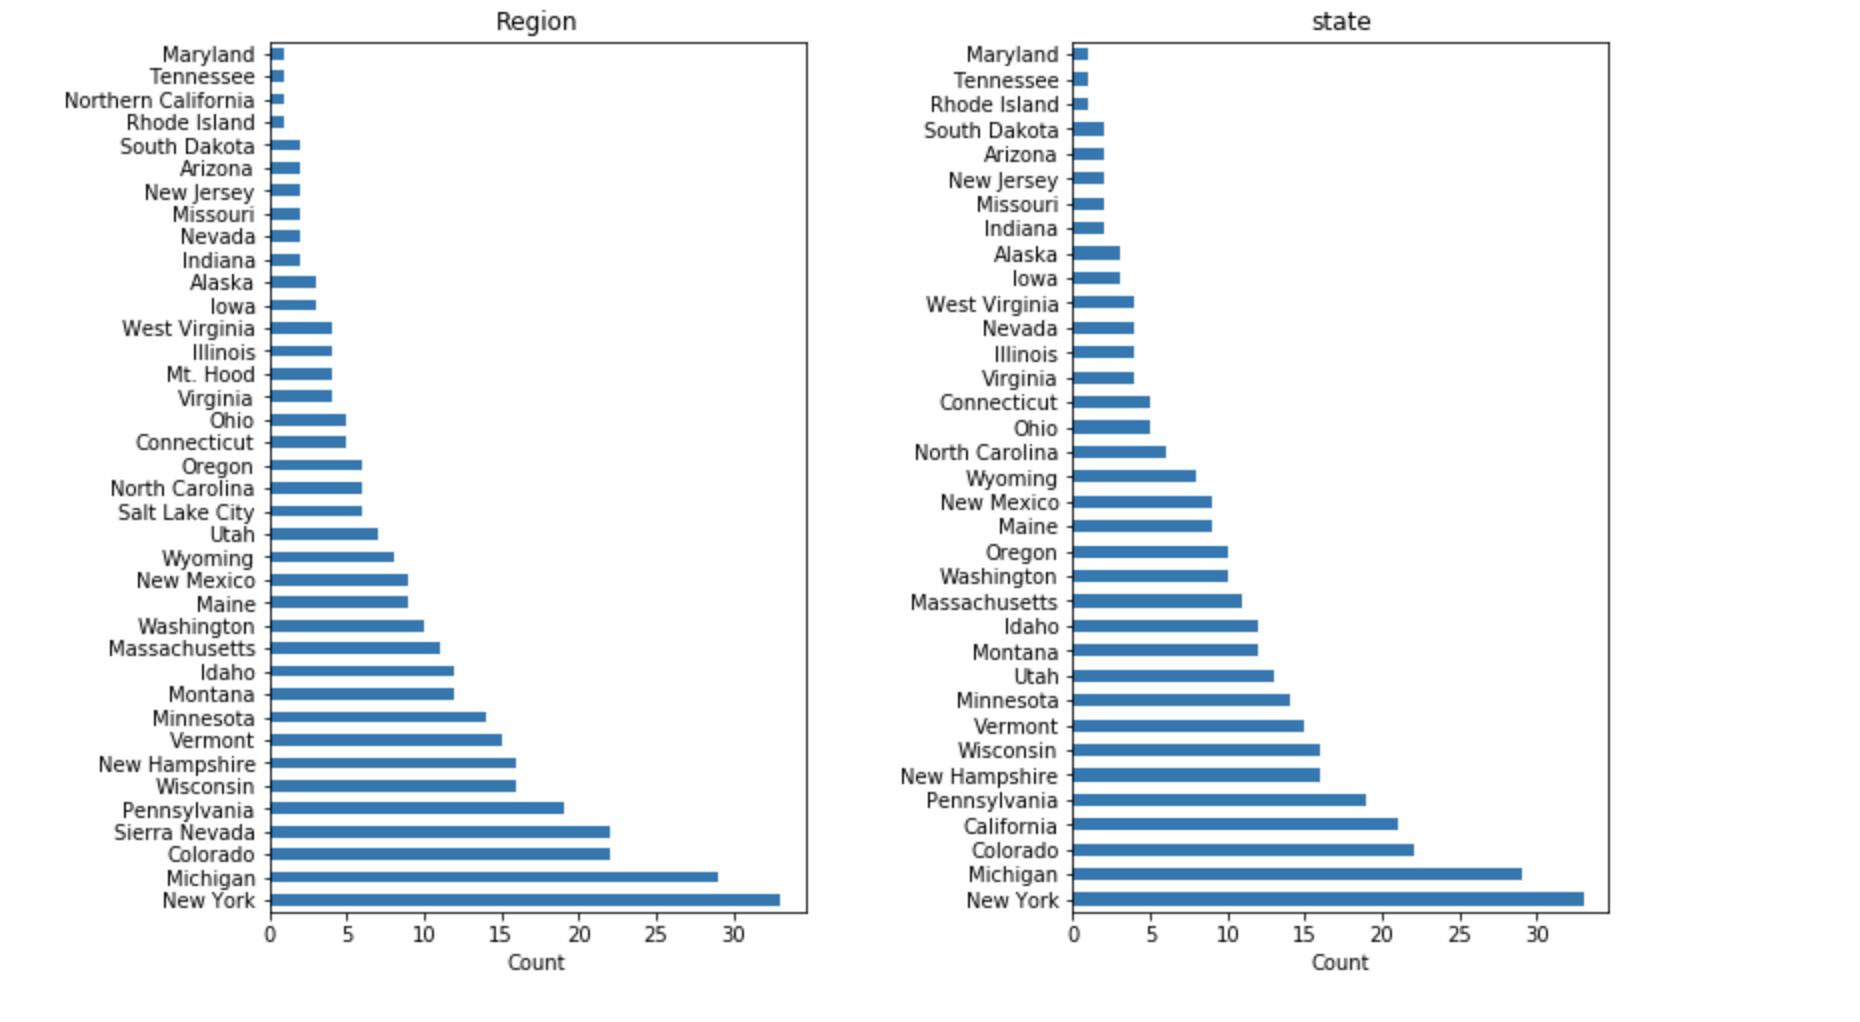 Region
Maryland
Tennessee
Northern California
Rhode Island
South Dakota
Arizona
New Jersey
Missouri
Nevada
Indiana
Alaska
Iowa
West Virginia
Illinois
Mt. Hood
Virginia
Ohio
Connecticut
Oregon
North Carolina
Salt Lake City
Utah
Wyoming
New Mexico
Maine
Washington
Massachusetts
Idaho
Montana
Minnesota
Vermont
New Hampshire
Wisconsin
Pennsylvania
Sierra Nevada
Colorado
Michigan
New York
0 5 10 15 20 25 30
Count
state
Maryland
Tennessee
Rhode Island
South Dakota
Arizona
New Jersey
Missouri
Indiana
Alaska
Iowa
West Virginia
Nevada
Illinois
Virginia
Connecticut
Ohio
North Carolina
Wyoming
New Mexico
Maine
Oregon
Washington
Massachusetts
Idaho
Montana
Utah
Minnesota
Vermont
Wisconsin
New Hampshire
Pennsylvania
California
Colorado
Michigan
New York
0 5 10 15 20 25 30
Count